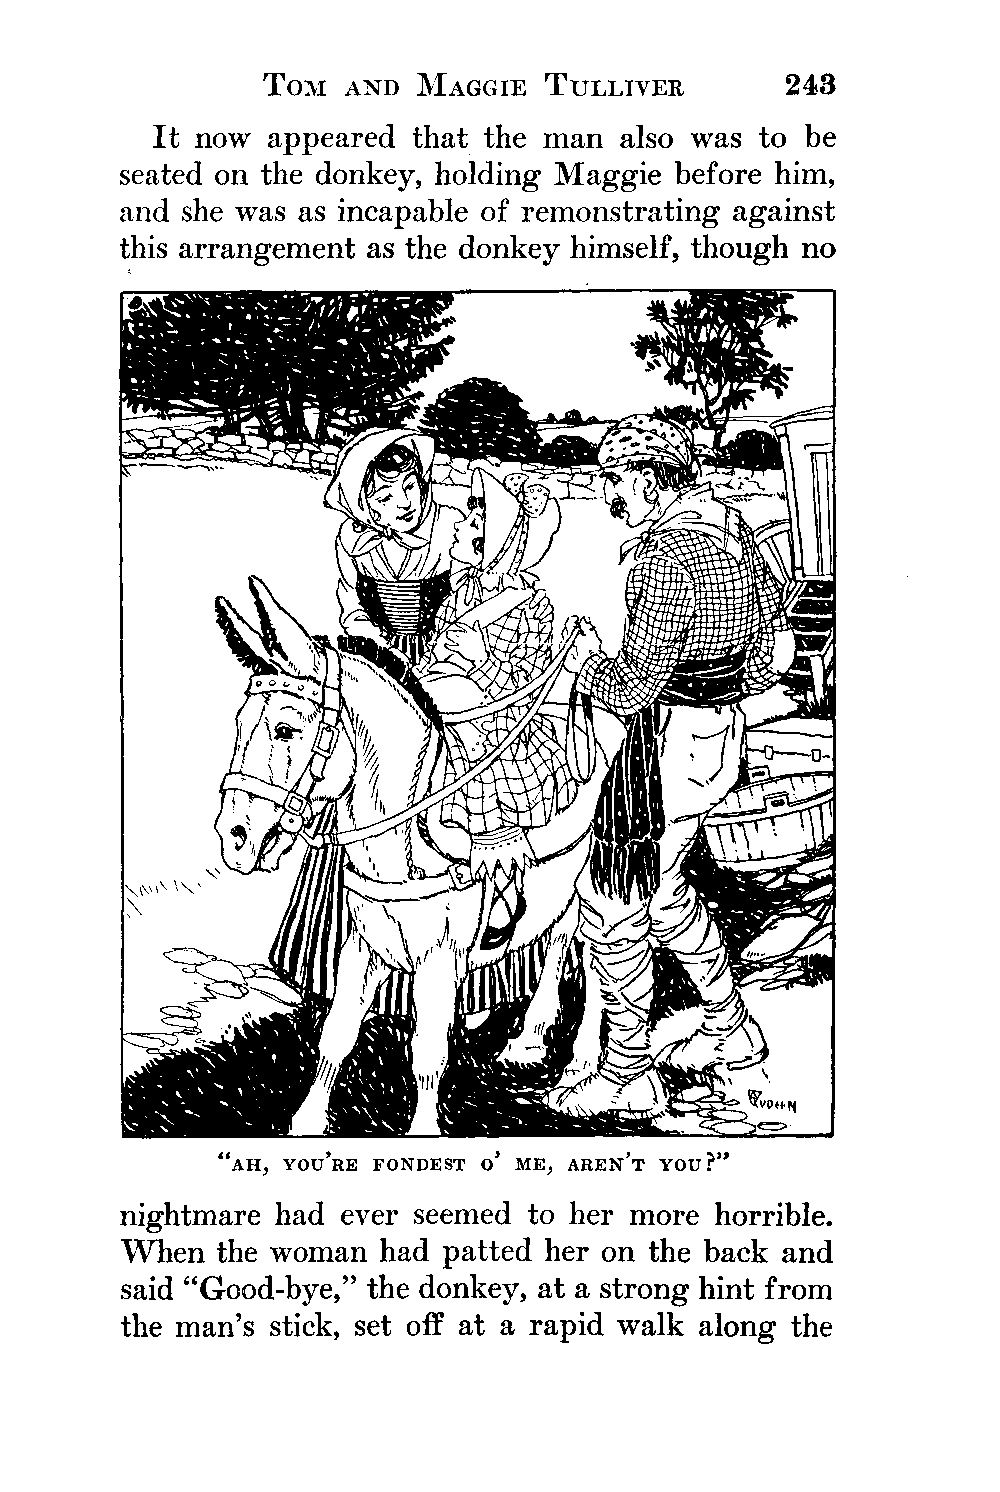 Tom and Maggie Tulliver 243
It now appeared that the man also was to be
seated on the donkey, holding Maggie before him,
and she was as incapable of remonstrating against
this arrangement as the donkey himself, though no
"AH, YOU'RE FONDEST O' ME, AREN'T YOU?"
nightmare had ever seemed to her more horrible.
When the woman had patted her on the back and
said "Good-bye," the donkey, at a strong hint from
the man's stick, set off at a rapid walk along the